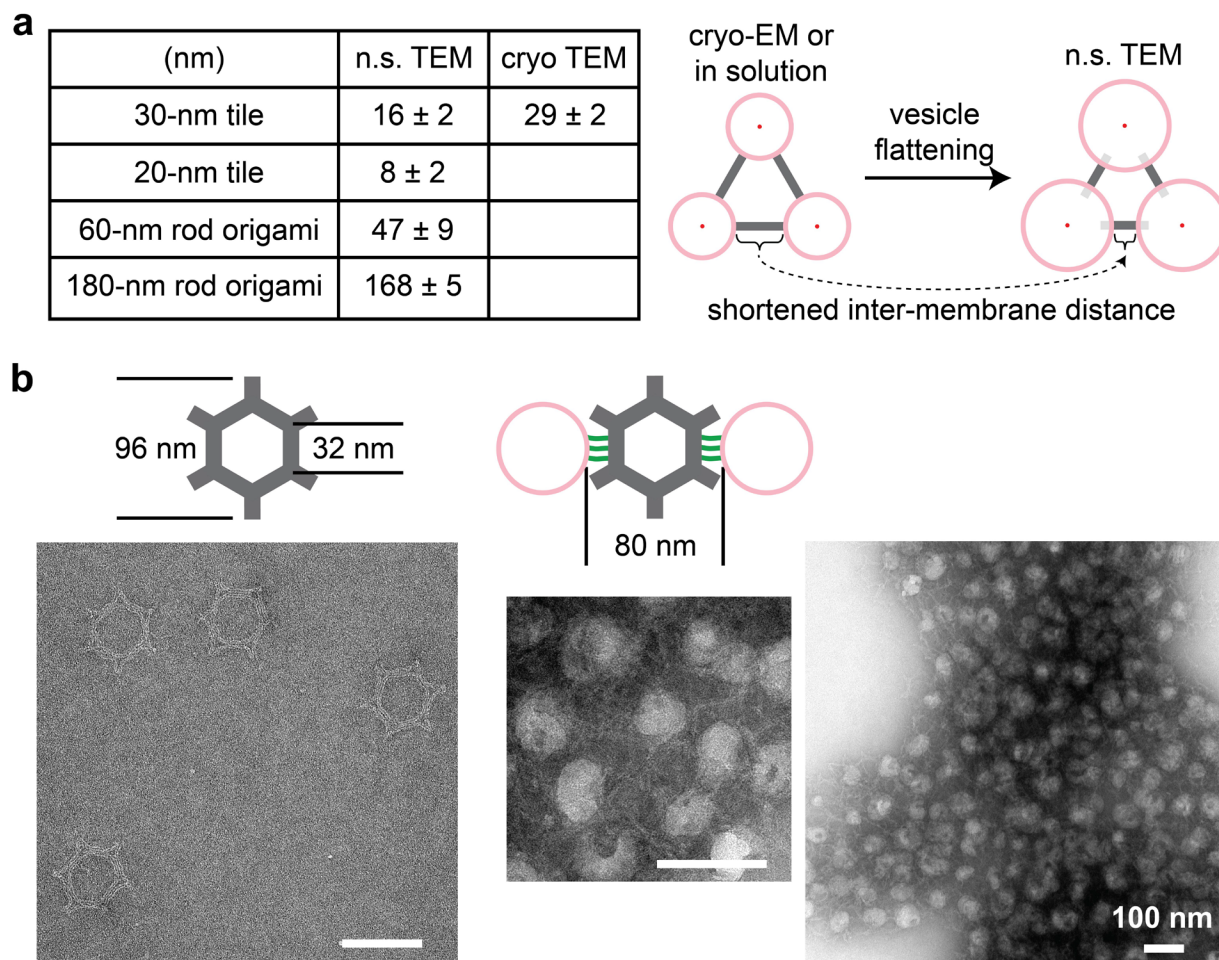 a
(nm) n.s. TEM cryo TEM
30-nm tile 16 ± 2 29 ± 2
20-nm tile 8 ± 2
60-nm rod origami 47 ± 9
180-nm rod origami 168 ± 5
cryo-EM or
in solution
vesicle
flattening
n.s. TEM
shortened inter-membrane distance
b
96 nm
32 nm
80 nm
100 nm